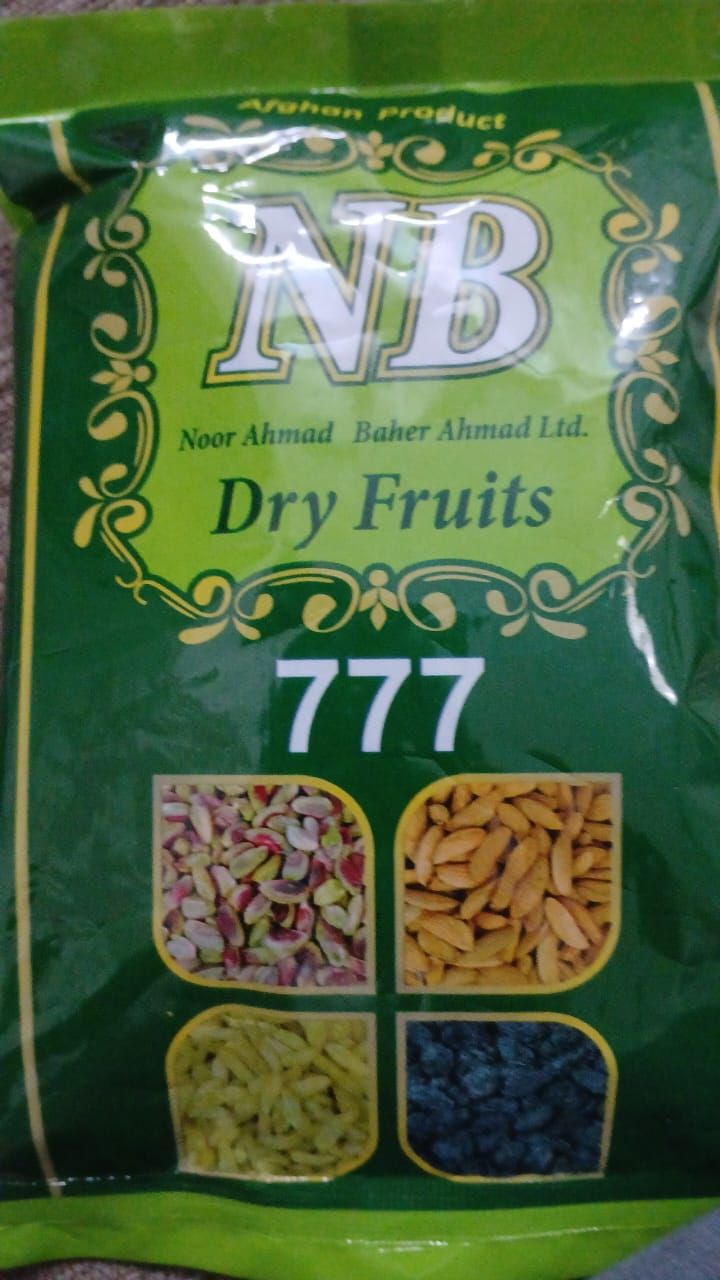 Afghan product
NB
Noor Ahmad Baher Ahmad Ltd.
Dry Fruits
777